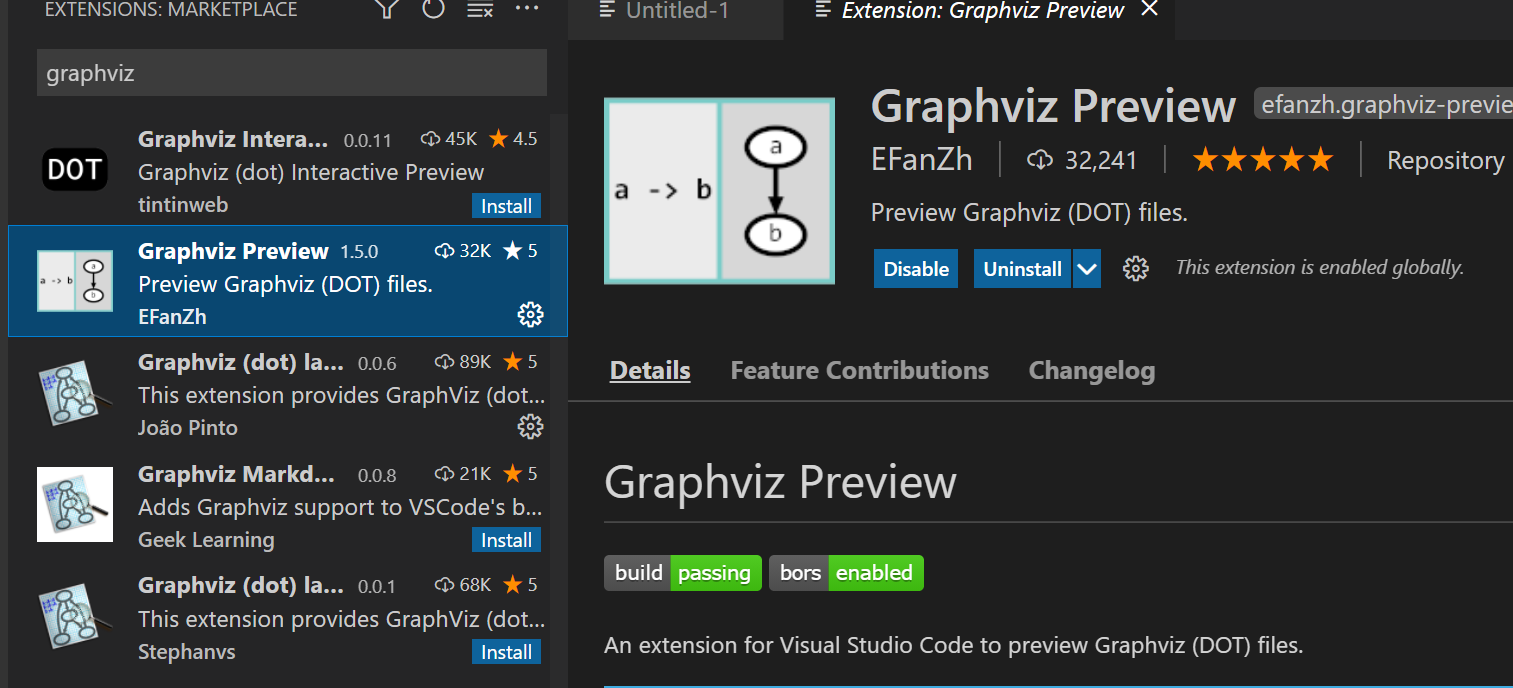 EXTENSIONS: MARKETPLACE
graphviz
Graphviz Intera... 0.0.11 45K 4.5
Graphviz (dot) Interactive Preview
tintinweb
Install
DOT
Graphviz Preview 1.5.0 32K 5
Preview Graphviz (DOT) files.
EFanZh
a -> b
a
b
Graphviz (dot) la... 0.0.6 89K 5
This extension provides GraphViz (dot...
João Pinto
Graphviz Markd... 0.0.8 21K 5
Adds Graphviz support to VSCode's b...
Geek Learning
Install
Graphviz (dot) la... 0.0.1 68K 5
This extension provides GraphViz (dot...
Stephanvs
Install
Untitled-1
Extension: Graphviz Preview
a -> b
a
b
Graphviz Preview efanzh.graphviz-previe
EFanZh 32,241 Repository
Preview Graphviz (DOT) files.
Disable Uninstall This extension is enabled globally.
Details Feature Contributions Changelog
Graphviz Preview
build passing bors enabled
An extension for Visual Studio Code to preview Graphviz (DOT) files.